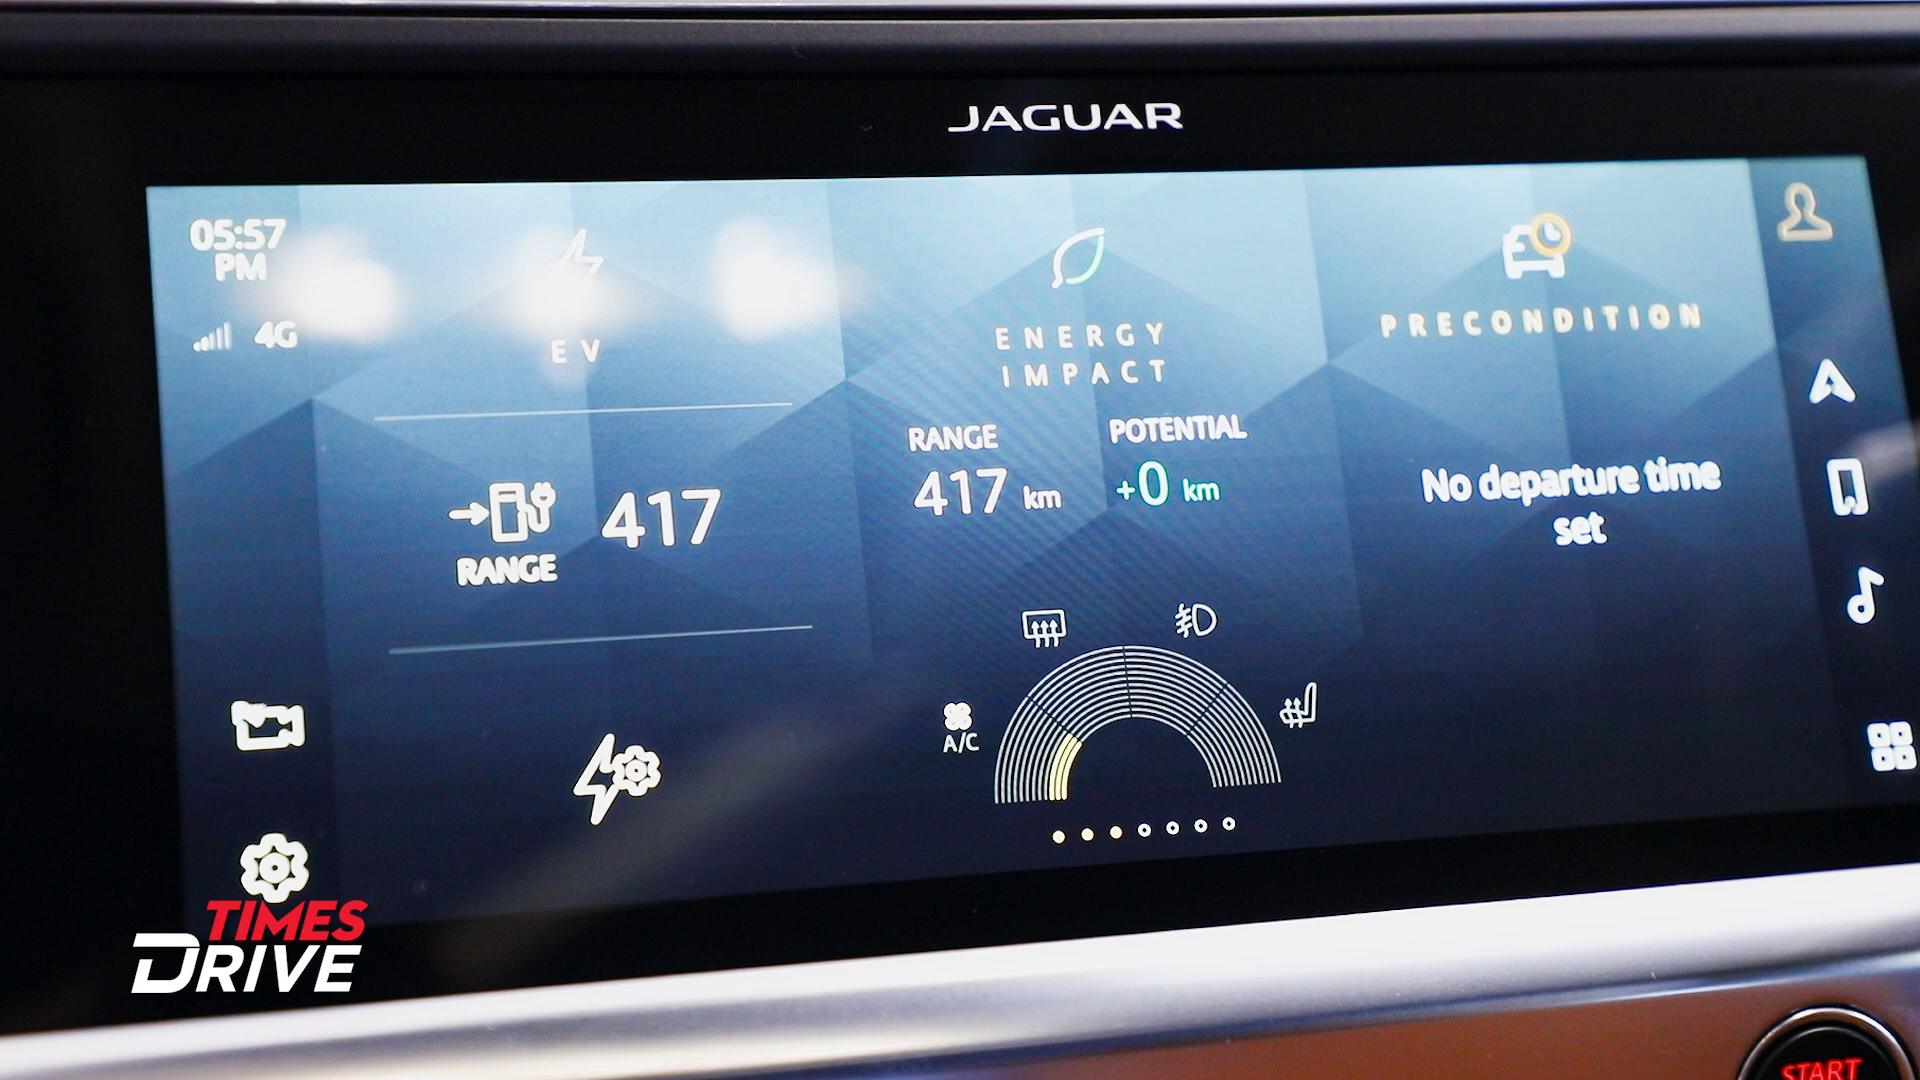 JAGUAR
05:57
PM
4G
EV
RANGE
417
ENERGY
IMPACT
RANGE
417 km
POTENTIAL
+0 km
A/C
PRECONDITION
No departure time
set
TIMES
DRIVE
START